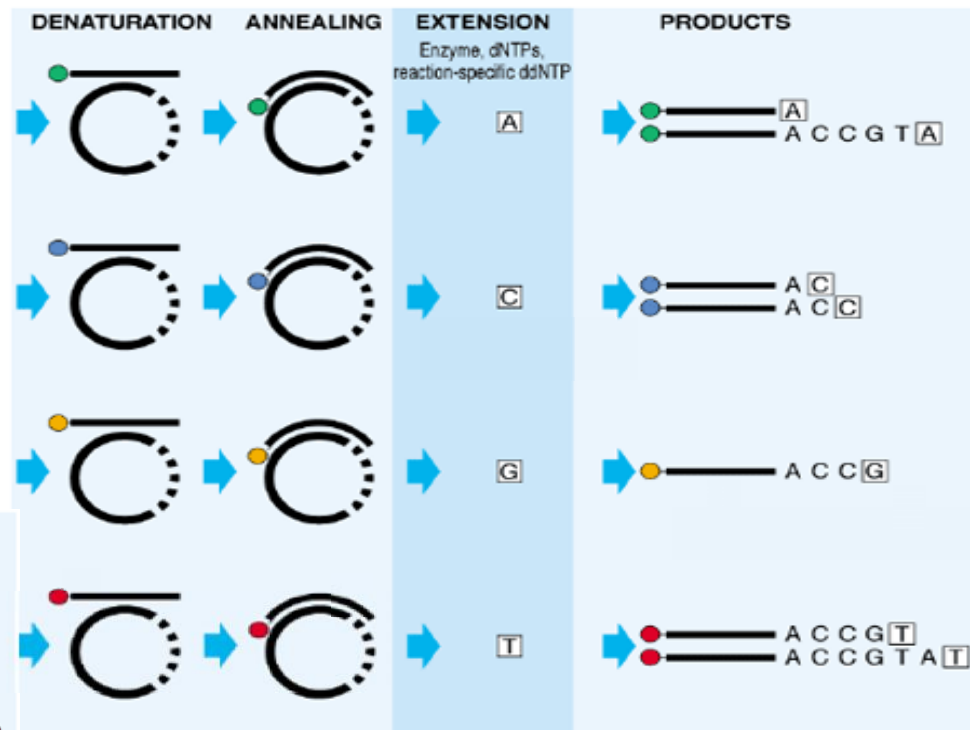 DENATURATION ANNEALING EXTENSION PRODUCTS
Enzyme, dNTPs,
reaction-specific ddNTP
A
A
A C C G T A
C
A C
A C C
G
A C C G
T
A C C G T
A C C G T A T